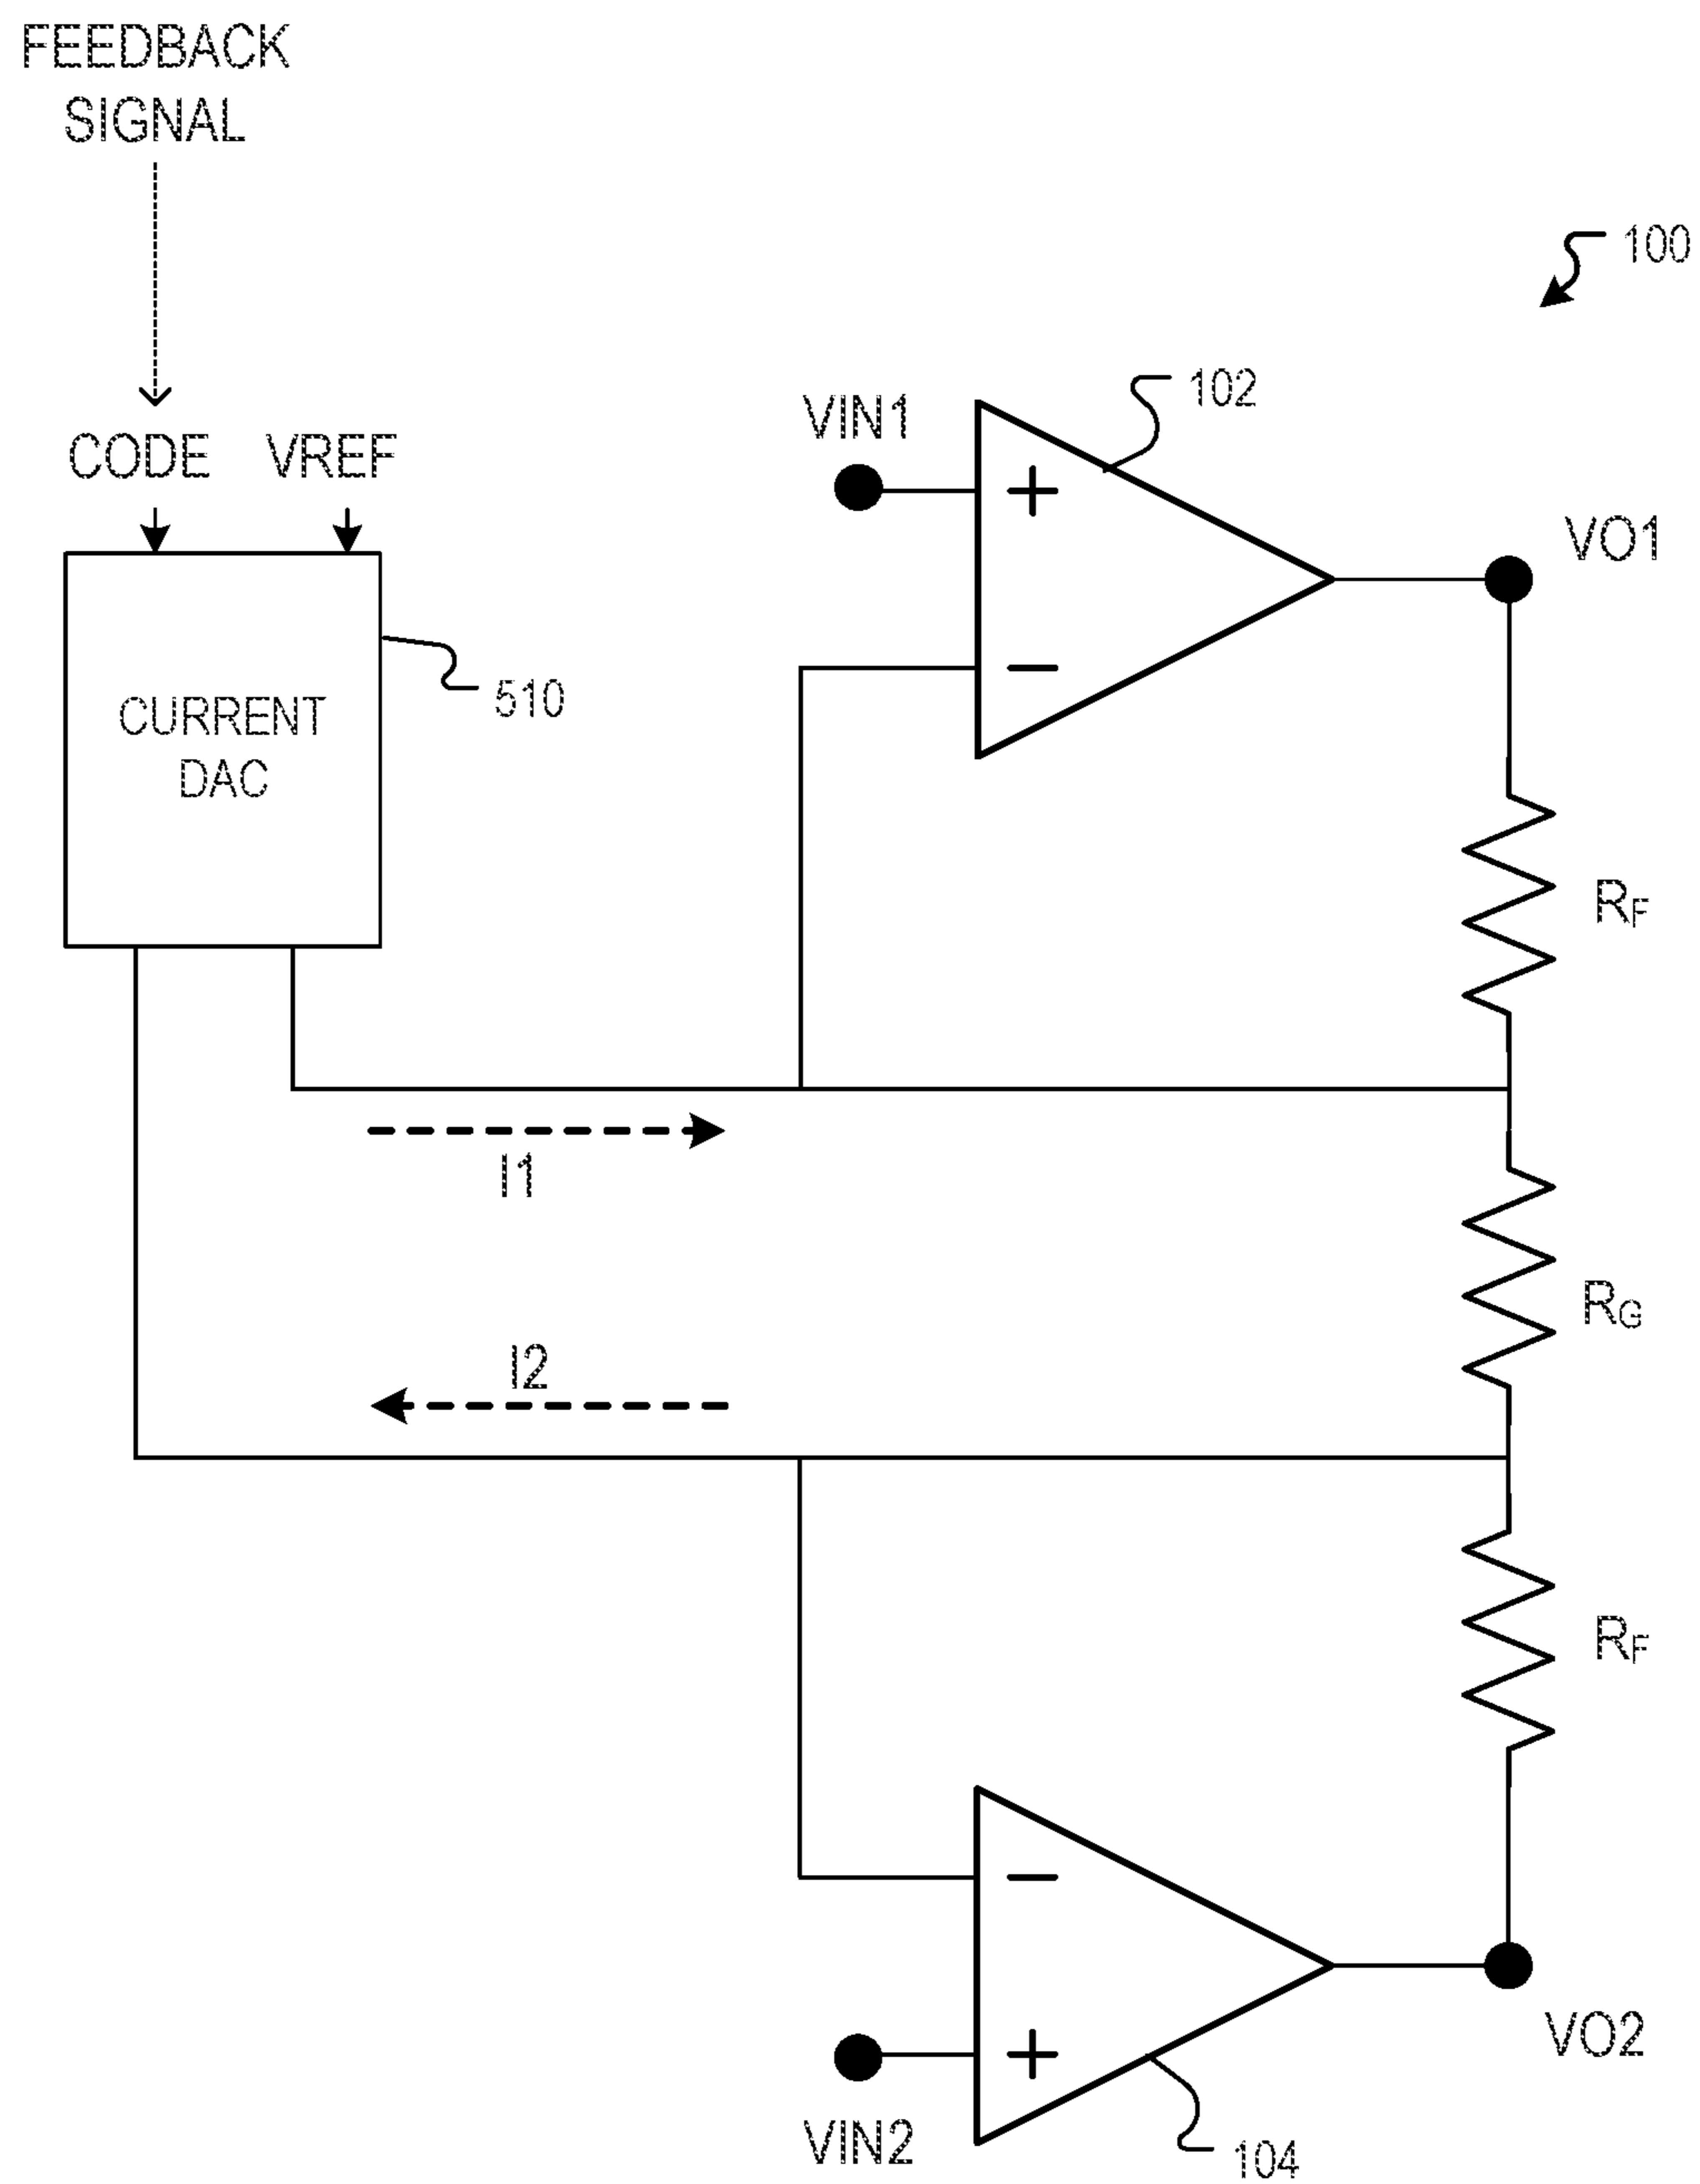 FEEDBACK
SIGNAL
100
CODE VREF
VIN1
102
+
VO1
−
510
CURRENT
DAC
RF
I1
RG
I2
RF
−
+
VO2
VIN2
104